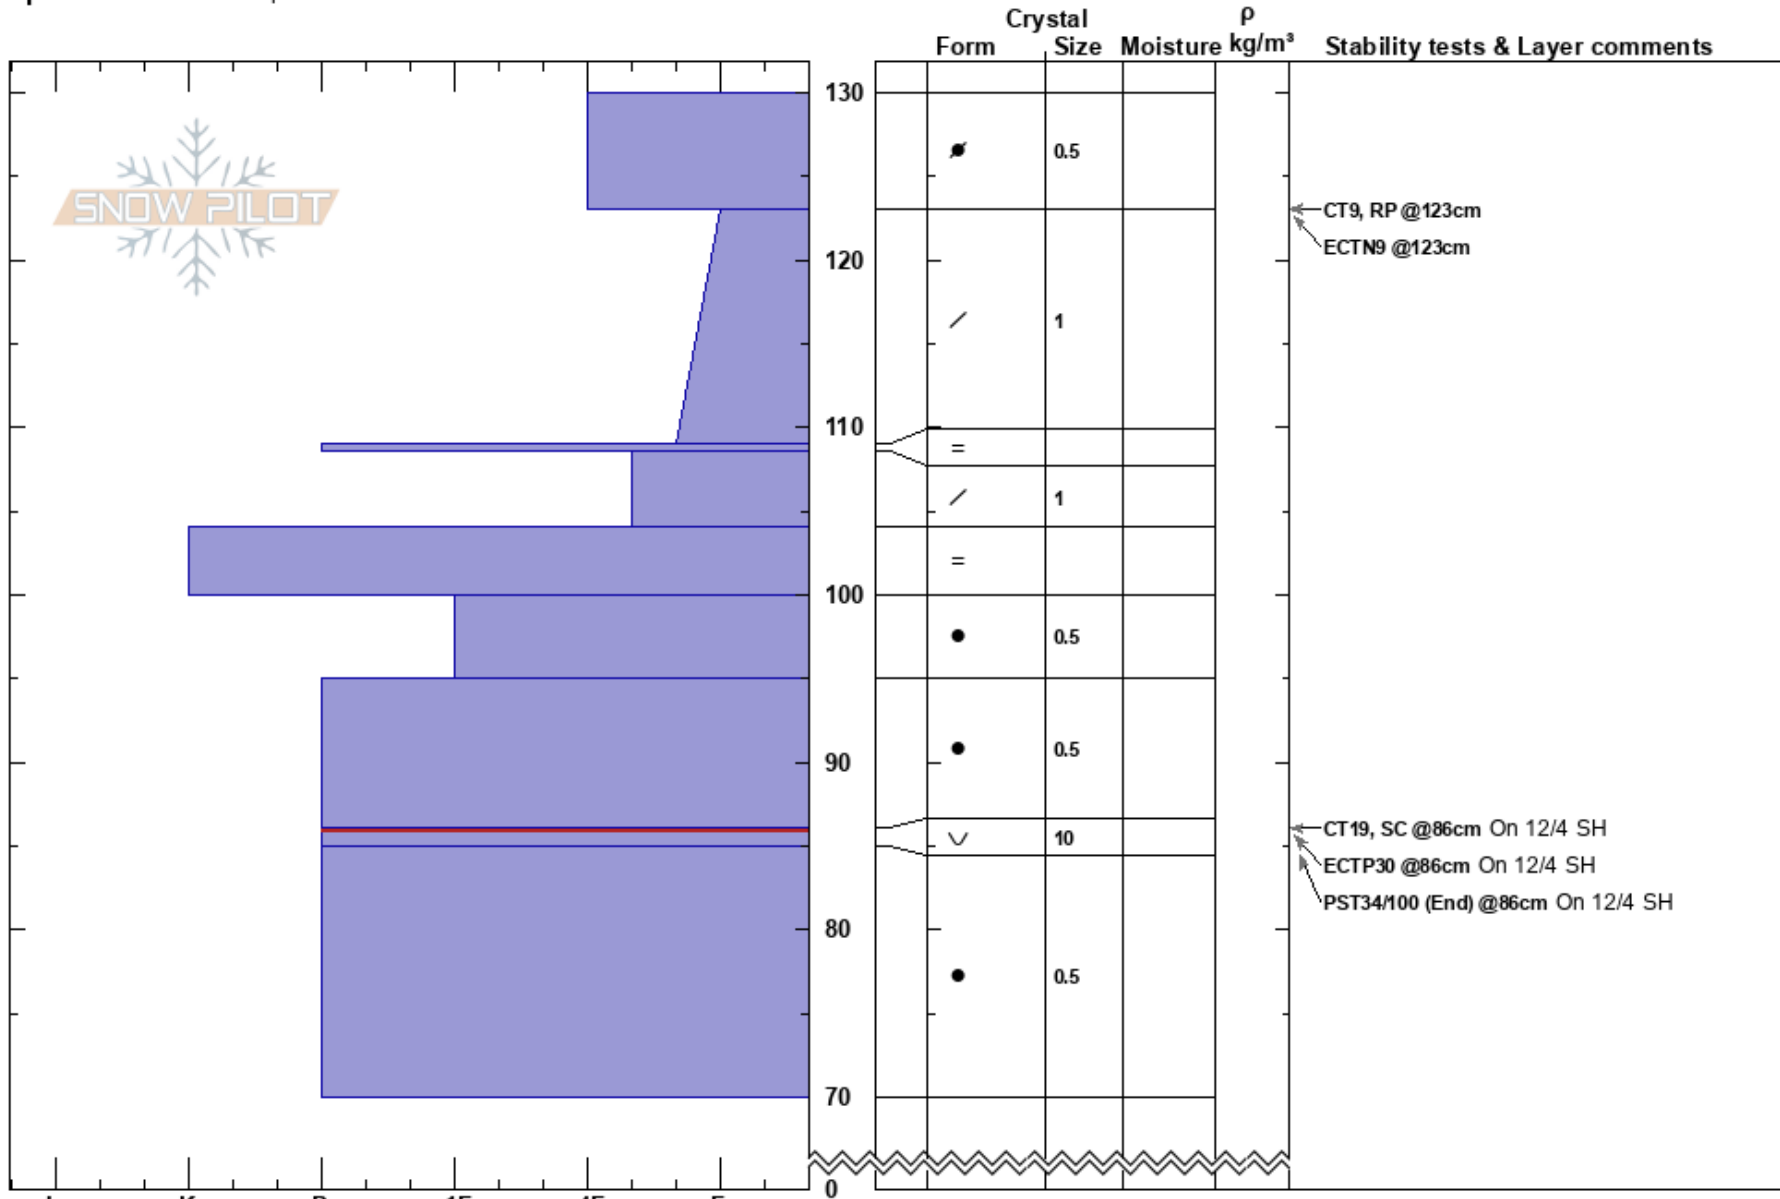 Crystal
ρ
Form Size Moisture kg/m³ Stability tests & Layer comments
SNOW PILOT
130
0.5
CT9, RP @123cm
ECTN9 @123cm
120
1
110
=
1
=
100
0.5
0.5
90
CT19, SC @86cm On 12/4 SH
10
ECTP30 @86cm On 12/4 SH
PST34/100 (End) @86cm On 12/4 SH
80
0.5
70
0